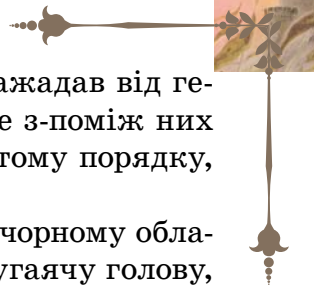 ажадав від ге-
е з-поміж них
тому порядку,
чорному обла-
угаячу голову,